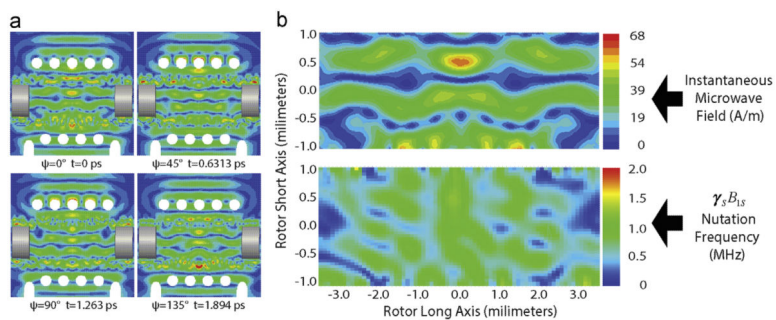 a
b
ψ=0° t=0 ps
ψ=45° t=0.6313 ps
ψ=90° t=1.263 ps
ψ=135° t=1.894 ps
Rotor Short Axis (milimeters)
1.0
0.5
0.0
-0.5
-1.0
68
58
39
19
0
Instantaneous
Microwave
Field (A/m)
1.0
0.5
0.0
-0.5
-1.0
2.0
1.5
1.0
0.5
0
γsB1s
Nutation
Frequency
(MHz)
-3.0 -2.0 -1.0 0.0 1.0 2.0 3.0
Rotor Long Axis (milimeters)